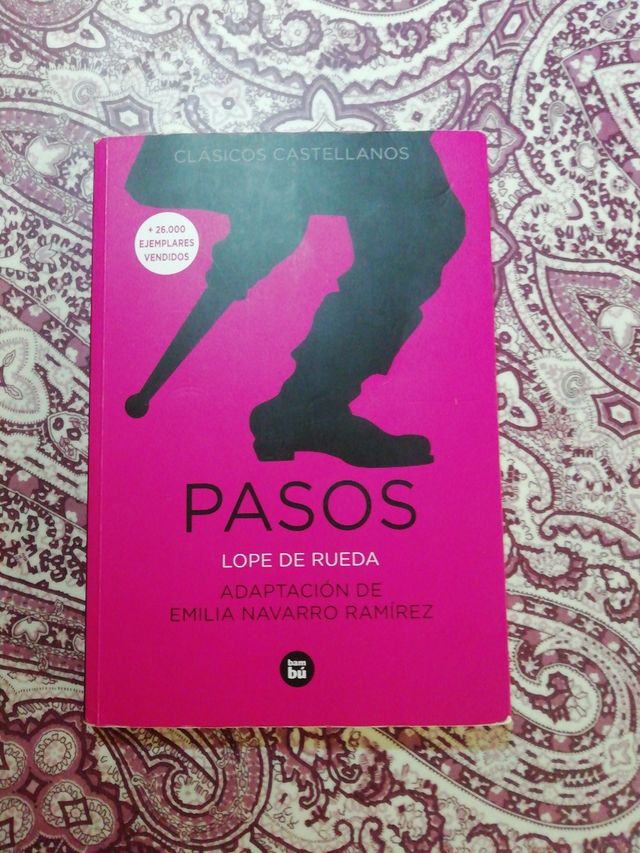 CLÁSICOS CASTELLANOS
+ 26.000
EJEMPLARES
VENDIDOS
PASOS
LOPE DE RUEDA
ADAPTACIÓN DE
EMILIA NAVARRO RAMÍREZ
bam
bú